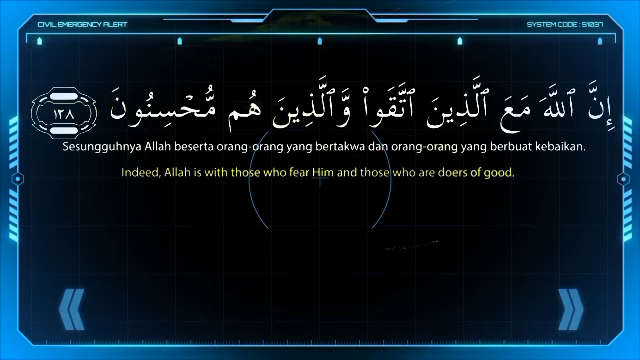 CIVIL EMERGENCY ALERT
SYSTEM CODE : S1037
إِنَّ ٱللَّهَ مَعَ ٱلَّذِينَ ٱتَّقَوا۟ وَّٱلَّذِينَ هُم مُّحْسِنُونَ ١٢٨
Sesungguhnya Allah beserta orang-orang yang bertakwa dan orang-orang yang berbuat kebaikan.
Indeed, Allah is with those who fear Him and those who are doers of good.